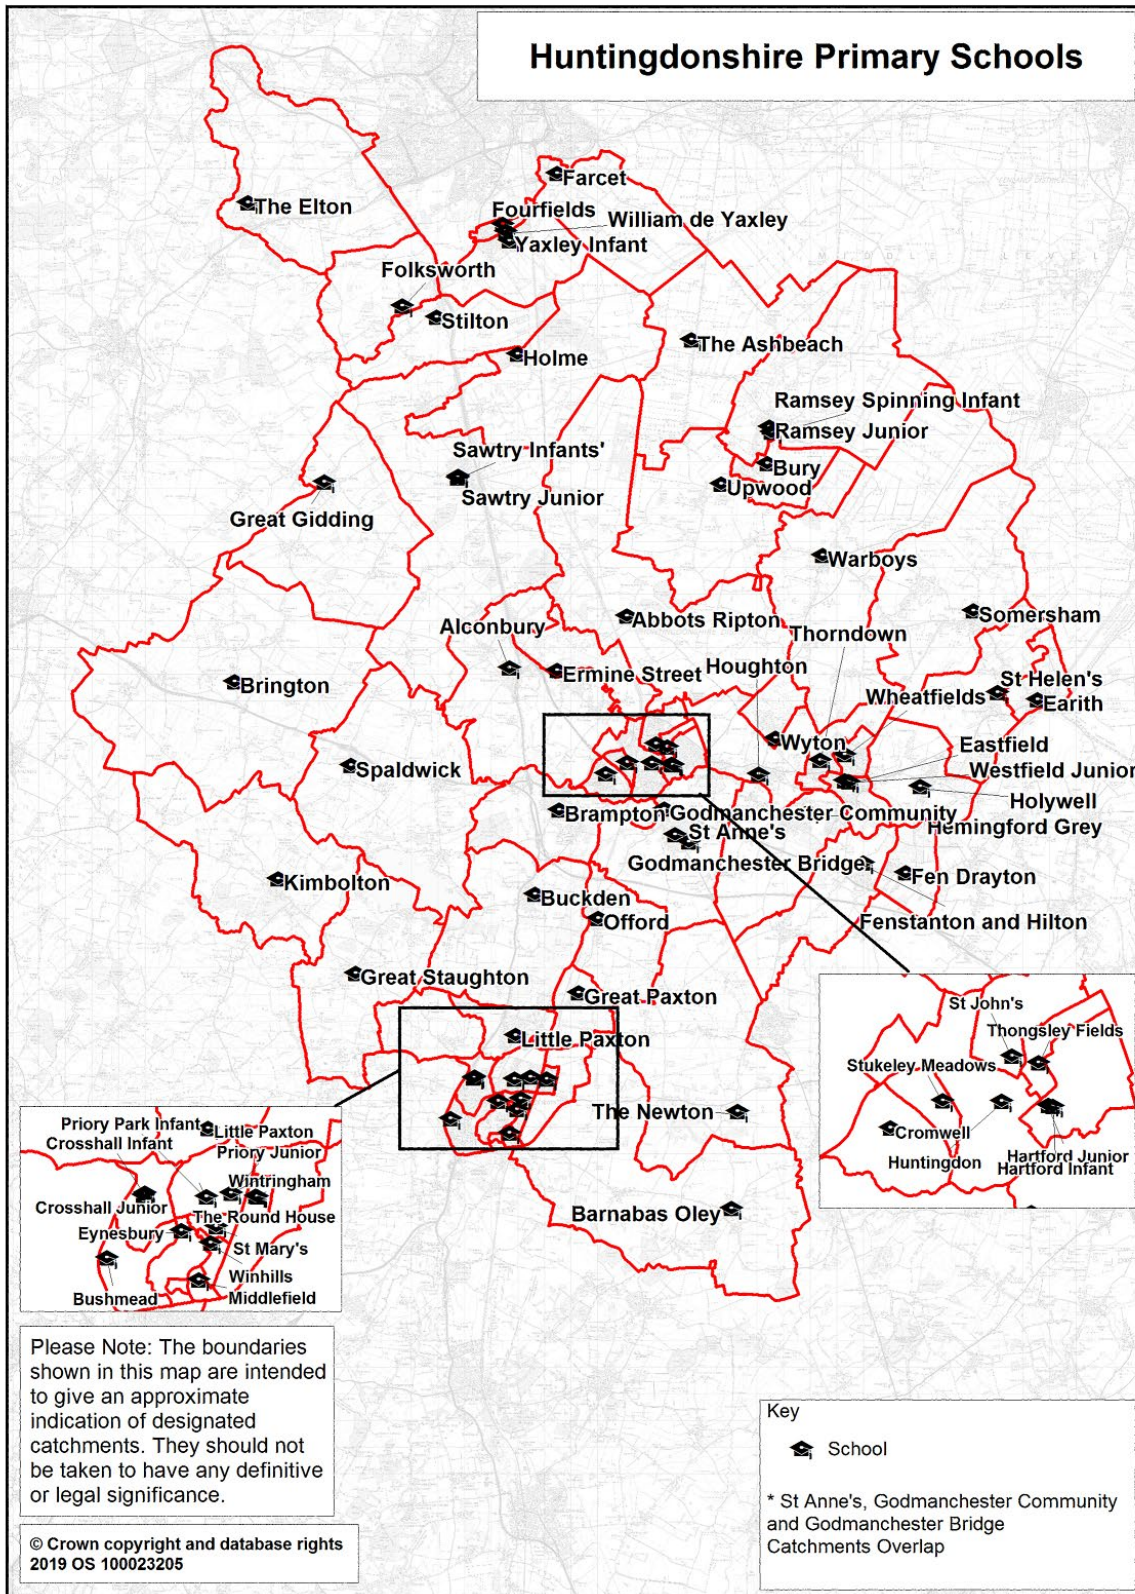 Huntingdonshire Primary Schools
Farcet
The Elton
Fourfields
William de Yaxley
Yaxley Infant
Folksworth
Stilton
The Ashbeach
Holme
Ramsey Spinning Infant
Ramsey Junior
Sawtry Infants'
Bury
Upwood
Sawtry Junior
Great Gidding
Warboys
Somersham
Abbots Ripton
Alconbury
Thorndown
Houghton
Ermine Street
St Helen's
Brington
Wheatfields
Earith
Wyton
Eastfield
Spaldwick
Westfield Junior
Holywell
Brampton
Godmanchester Community
Hemingford Grey
St Anne's
Godmanchester Bridge
Kimbolton
Fen Drayton
Buckden
Offord
Fenstanton and Hilton
Great Staughton
Great Paxton
Little Paxton
The Newton
Barnabas Oley
St John's
Thongsley Fields
Stukeley Meadows
Cromwell
Huntingdon
Hartford Junior
Hartford Infant
Priory Park Infant
Little Paxton
Crosshall Infant
Priory Junior
Wintringham
Crosshall Junior
The Round House
Eynesbury
St Mary's
Winhills
Bushmead
Middlefield
Please Note: The boundaries
shown in this map are intended
to give an approximate
indication of designated
catchments. They should not
be taken to have any definitive
or legal significance.
© Crown copyright and database rights
2019 OS 100023205
Key
School
* St Anne's, Godmanchester Community
and Godmanchester Bridge
Catchments Overlap